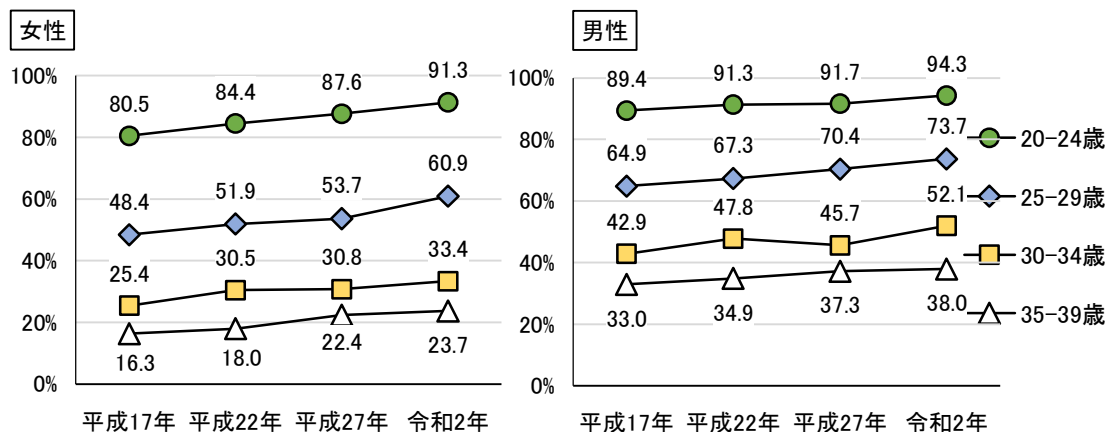 女性
100%
80%
60%
40%
20%
0%
80.5 84.4 87.6 91.3
48.4 51.9 53.7 60.9
25.4 30.5 30.8 33.4
16.3 18.0 22.4 23.7
平成17年 平成22年 平成27年 令和2年
男性
100%
80%
60%
40%
20%
0%
89.4 91.3 91.7 94.3
64.9 67.3 70.4 73.7
42.9 47.8 45.7 52.1
33.0 34.9 37.3 38.0
平成17年 平成22年 平成27年 令和2年
20-24歳
25-29歳
30-34歳
35-39歳